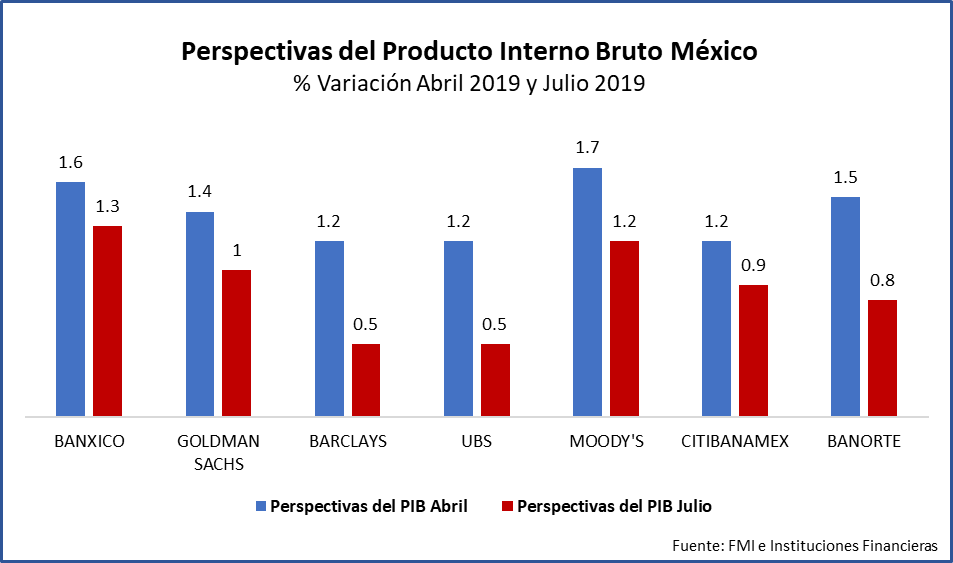 Perspectivas del Producto Interno Bruto México
% Variación Abril 2019 y Julio 2019
1.6
1.3
1.4
1
1.2
0.5
1.2
0.5
1.7
1.2
1.2
0.9
1.5
0.8
BANXICO
GOLDMAN
SACHS
BARCLAYS
UBS
MOODY'S
CITIBANAMEX
BANORTE
Perspectivas del PIB Abril
Perspectivas del PIB Julio
Fuente: FMI e Instituciones Financieras